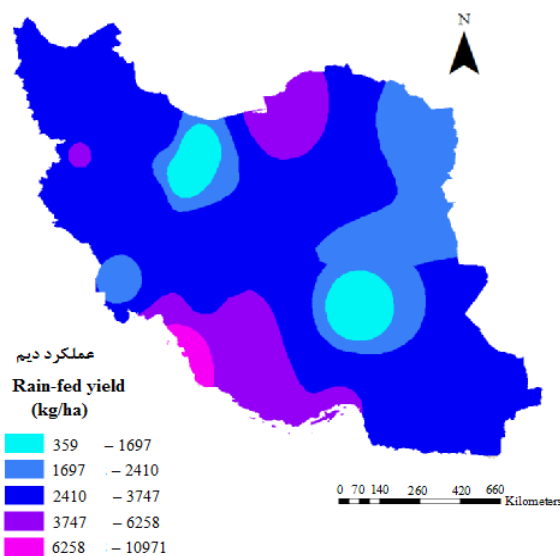 N
عملکرد دیم
Rain-fed yield
(kg/ha)
359 – 1697
1697 – 2410
2410 – 3747
3747 – 6258
6258 – 10971
0 70 140 260 420 660
Kilometers